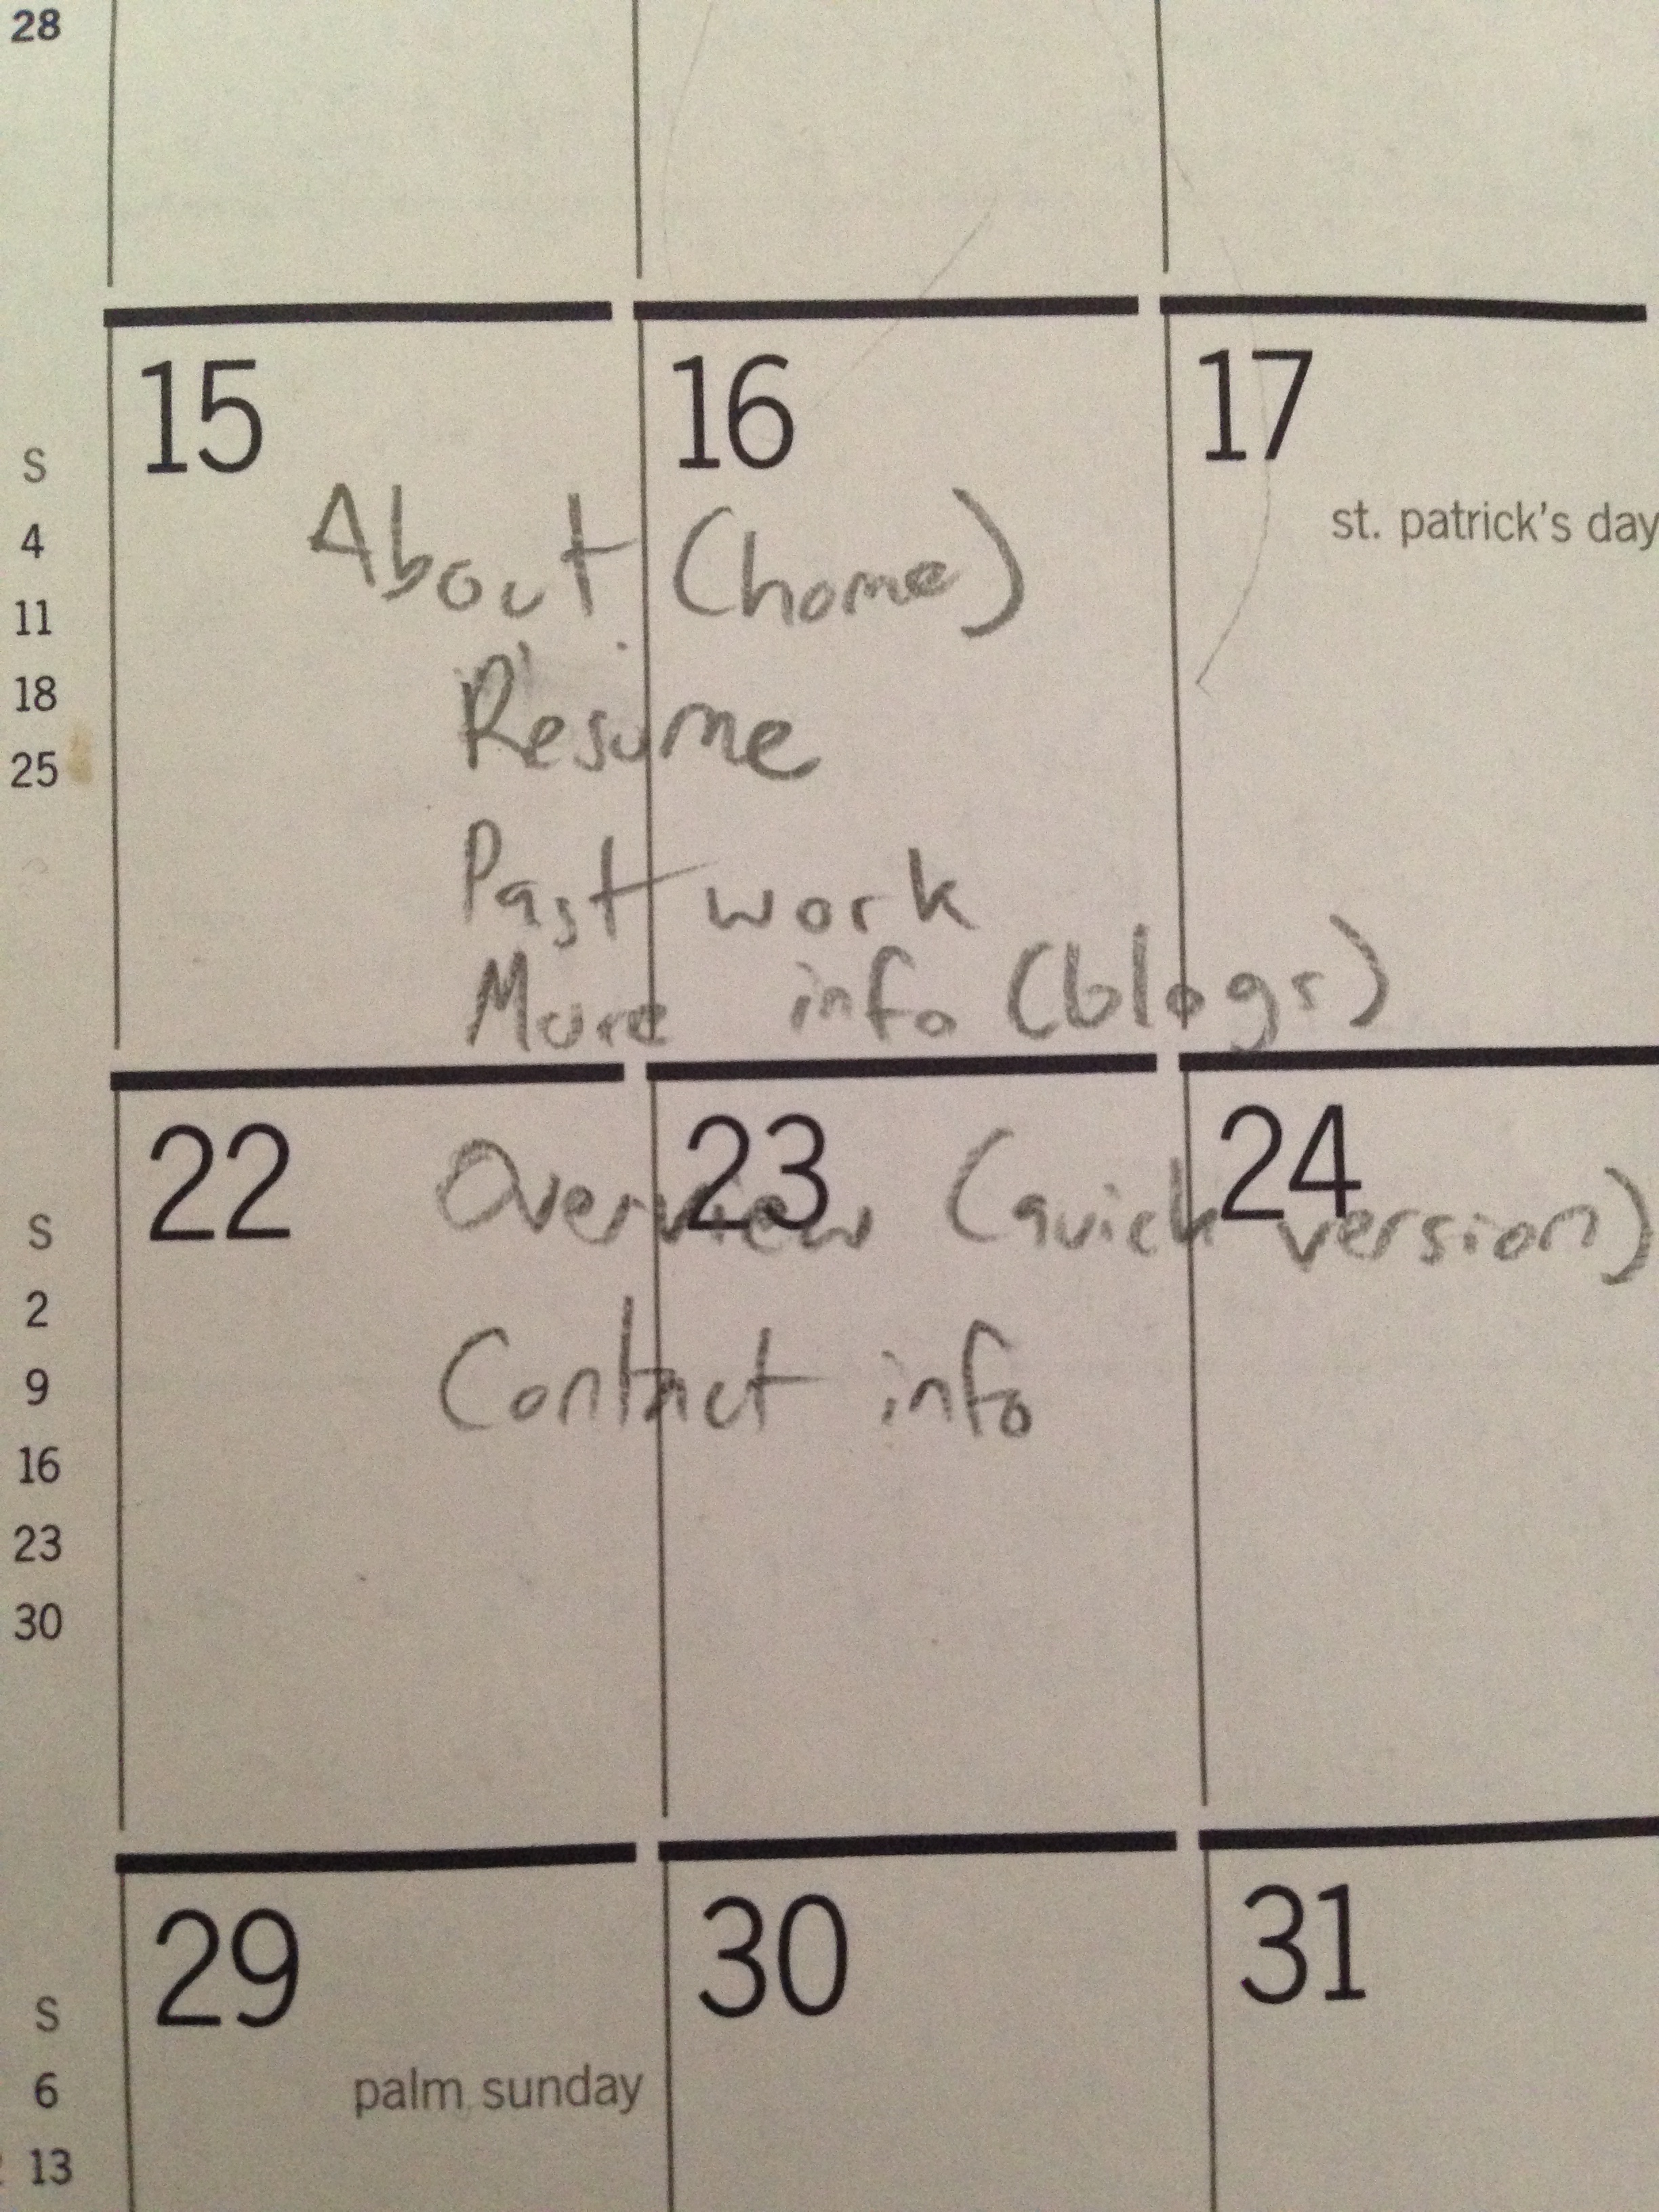 28
15 16 17
S
st. patrick's day
4
About (home)
11
Resume
18
25
Past work
More info (blogs)
22 23 24
Overview (quick version)
S
2
9
Contact info
16
23
30
29 30 31
S
6
palm sunday
13